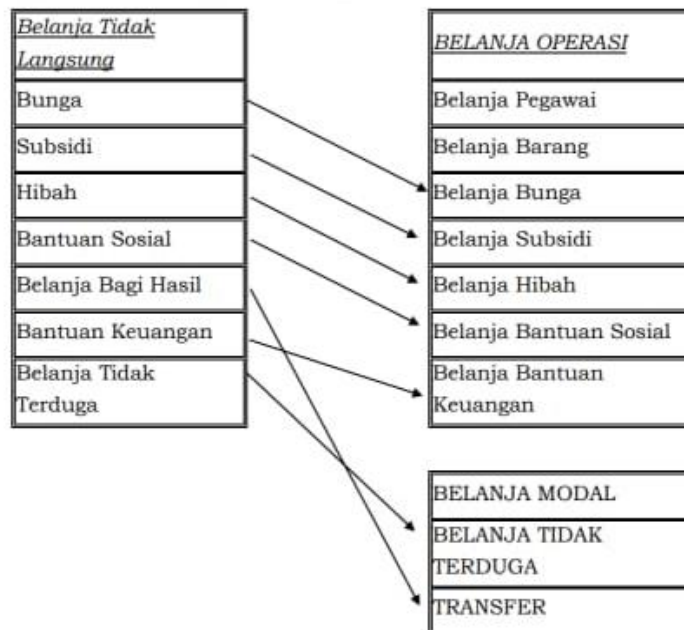 Belanja Tidak
Langsung
Bunga
Subsidi
Hibah
Bantuan Sosial
Belanja Bagi Hasil
Bantuan Keuangan
Belanja Tidak
Terduga
BELANJA OPERASI
Belanja Pegawai
Belanja Barang
Belanja Bunga
Belanja Subsidi
Belanja Hibah
Belanja Bantuan Sosial
Belanja Bantuan
Keuangan
BELANJA MODAL
BELANJA TIDAK
TERDUGA
TRANSFER